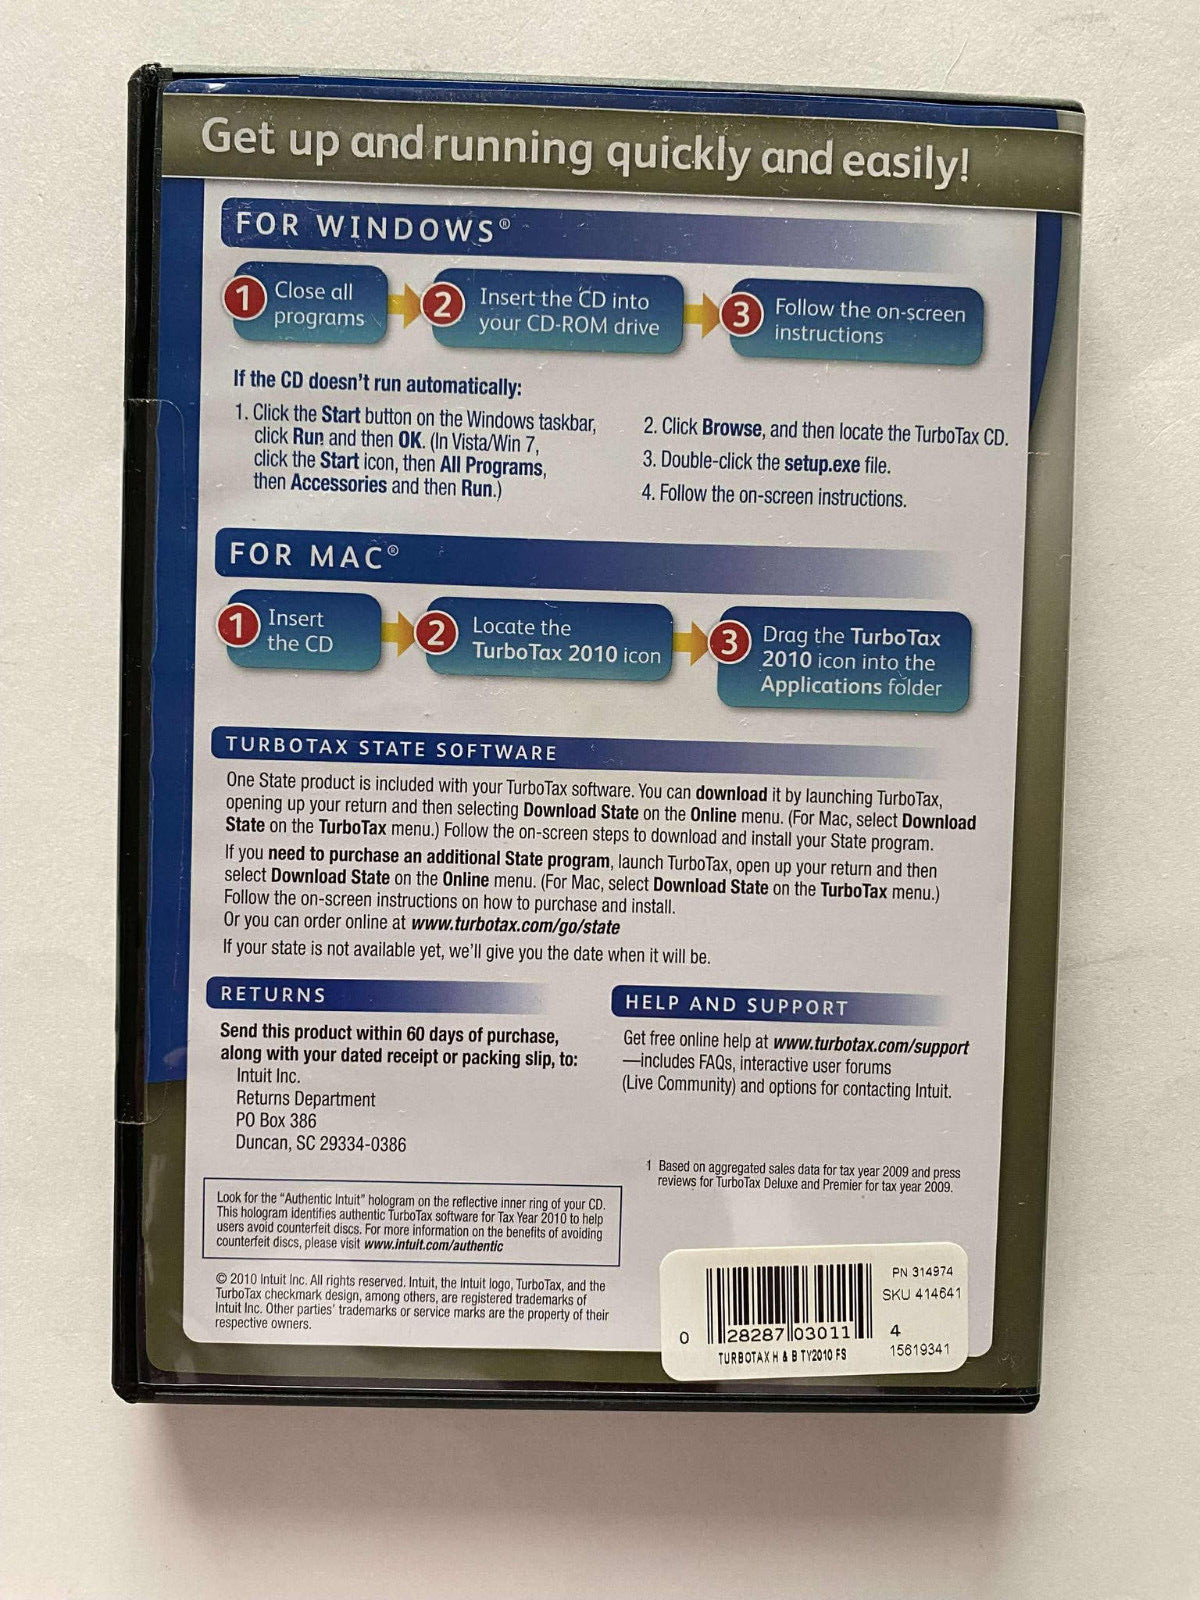 Get up and running quickly and easily!
FOR WINDOWS®
1 Close all
programs
2 Insert the CD into
your CD-ROM drive
3 Follow the on-screen
instructions
If the CD doesn't run automatically:
1. Click the Start button on the Windows taskbar,
click Run and then OK. (In Vista/Win 7,
click the Start icon, then All Programs,
then Accessories and then Run.)
2. Click Browse, and then locate the TurboTax CD.
3. Double-click the setup.exe file.
4. Follow the on-screen instructions.
FOR MAC®
1 Insert
the CD
2 Locate the
TurboTax 2010 icon
3 Drag the TurboTax
2010 icon into the
Applications folder
TURBOTAX STATE SOFTWARE
One State product is included with your TurboTax software. You can download it by launching TurboTax,
opening up your return and then selecting Download State on the Online menu. (For Mac, select Download
State on the TurboTax menu.) Follow the on-screen steps to download and install your State program.
If you need to purchase an additional State program, launch TurboTax, open up your return and then
select Download State on the Online menu. (For Mac, select Download State on the TurboTax menu.)
Follow the on-screen instructions on how to purchase and install.
Or you can order online at www.turbotax.com/go/state
If your state is not available yet, we'll give you the date when it will be.
RETURNS
Send this product within 60 days of purchase,
along with your dated receipt or packing slip, to:
Intuit Inc.
Returns Department
PO Box 386
Duncan, SC 29334-0386
HELP AND SUPPORT
Get free online help at www.turbotax.com/support
—includes FAQs, interactive user forums
(Live Community) and options for contacting Intuit.
1 Based on aggregated sales data for tax year 2009 and press
reviews for TurboTax Deluxe and Premier for tax year 2009.
Look for the "Authentic Intuit" hologram on the reflective inner ring of your CD.
This hologram identifies authentic TurboTax software for Tax Year 2010 to help
users avoid counterfeit discs. For more information on the benefits of avoiding
counterfeit discs, please visit www.intuit.com/authentic
© 2010 Intuit Inc. All rights reserved. Intuit, the Intuit logo, TurboTax, and the
TurboTax checkmark design, among others, are registered trademarks of
Intuit Inc. Other parties' trademarks or service marks are the property of their
respective owners.
PN 314974
SKU 414641
0 28287 03011 4
TURBOTAX H & B TY2010 FS
15619341